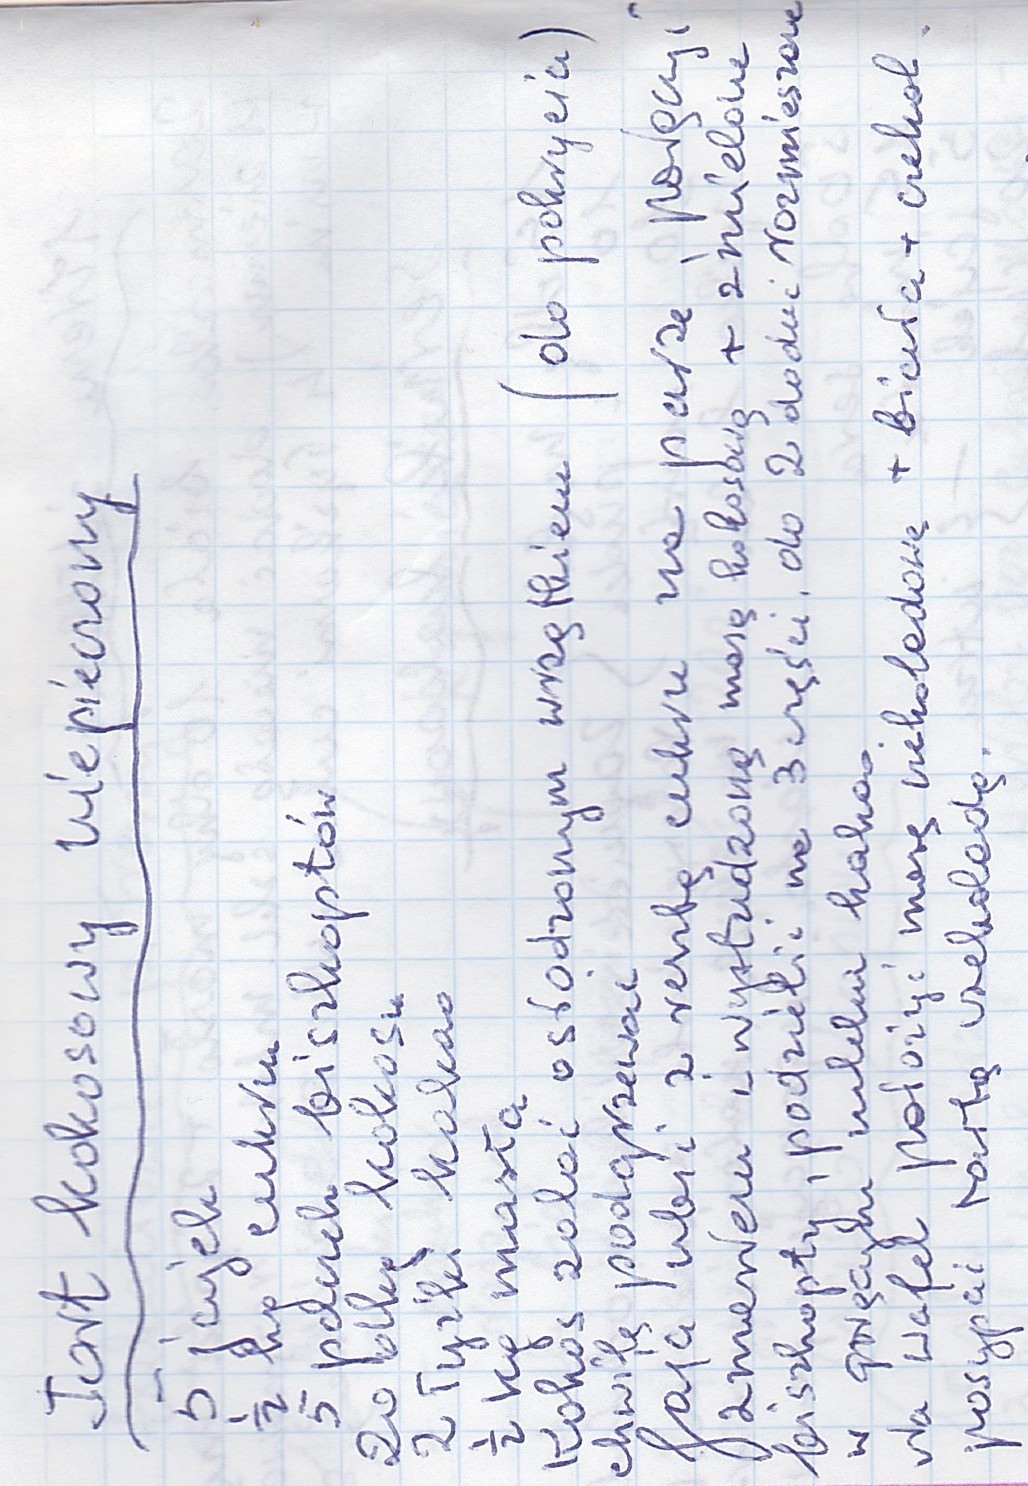 Tort kokosowy niepieczony
5 jajek
½ kg cukru
5 paczek biszkoptów
20 dkg kokosu
2 łyżki kakao
½ kg masła
Kokos zalać osłodzonym wrzątkiem (do pokrycia)
chwilę podgrzewać
Jaja ubić z resztą cukru na parze, połączyć
z masłem i wystudzoną masą kokosową + zmielone
biszkopty, podzielić na 3 części. do 2 dodać rozmieszane
w gorącym mleku kakao.
Na wafel położyć masę czekoladową + biała + czekol.
posypać tartą czekoladą.